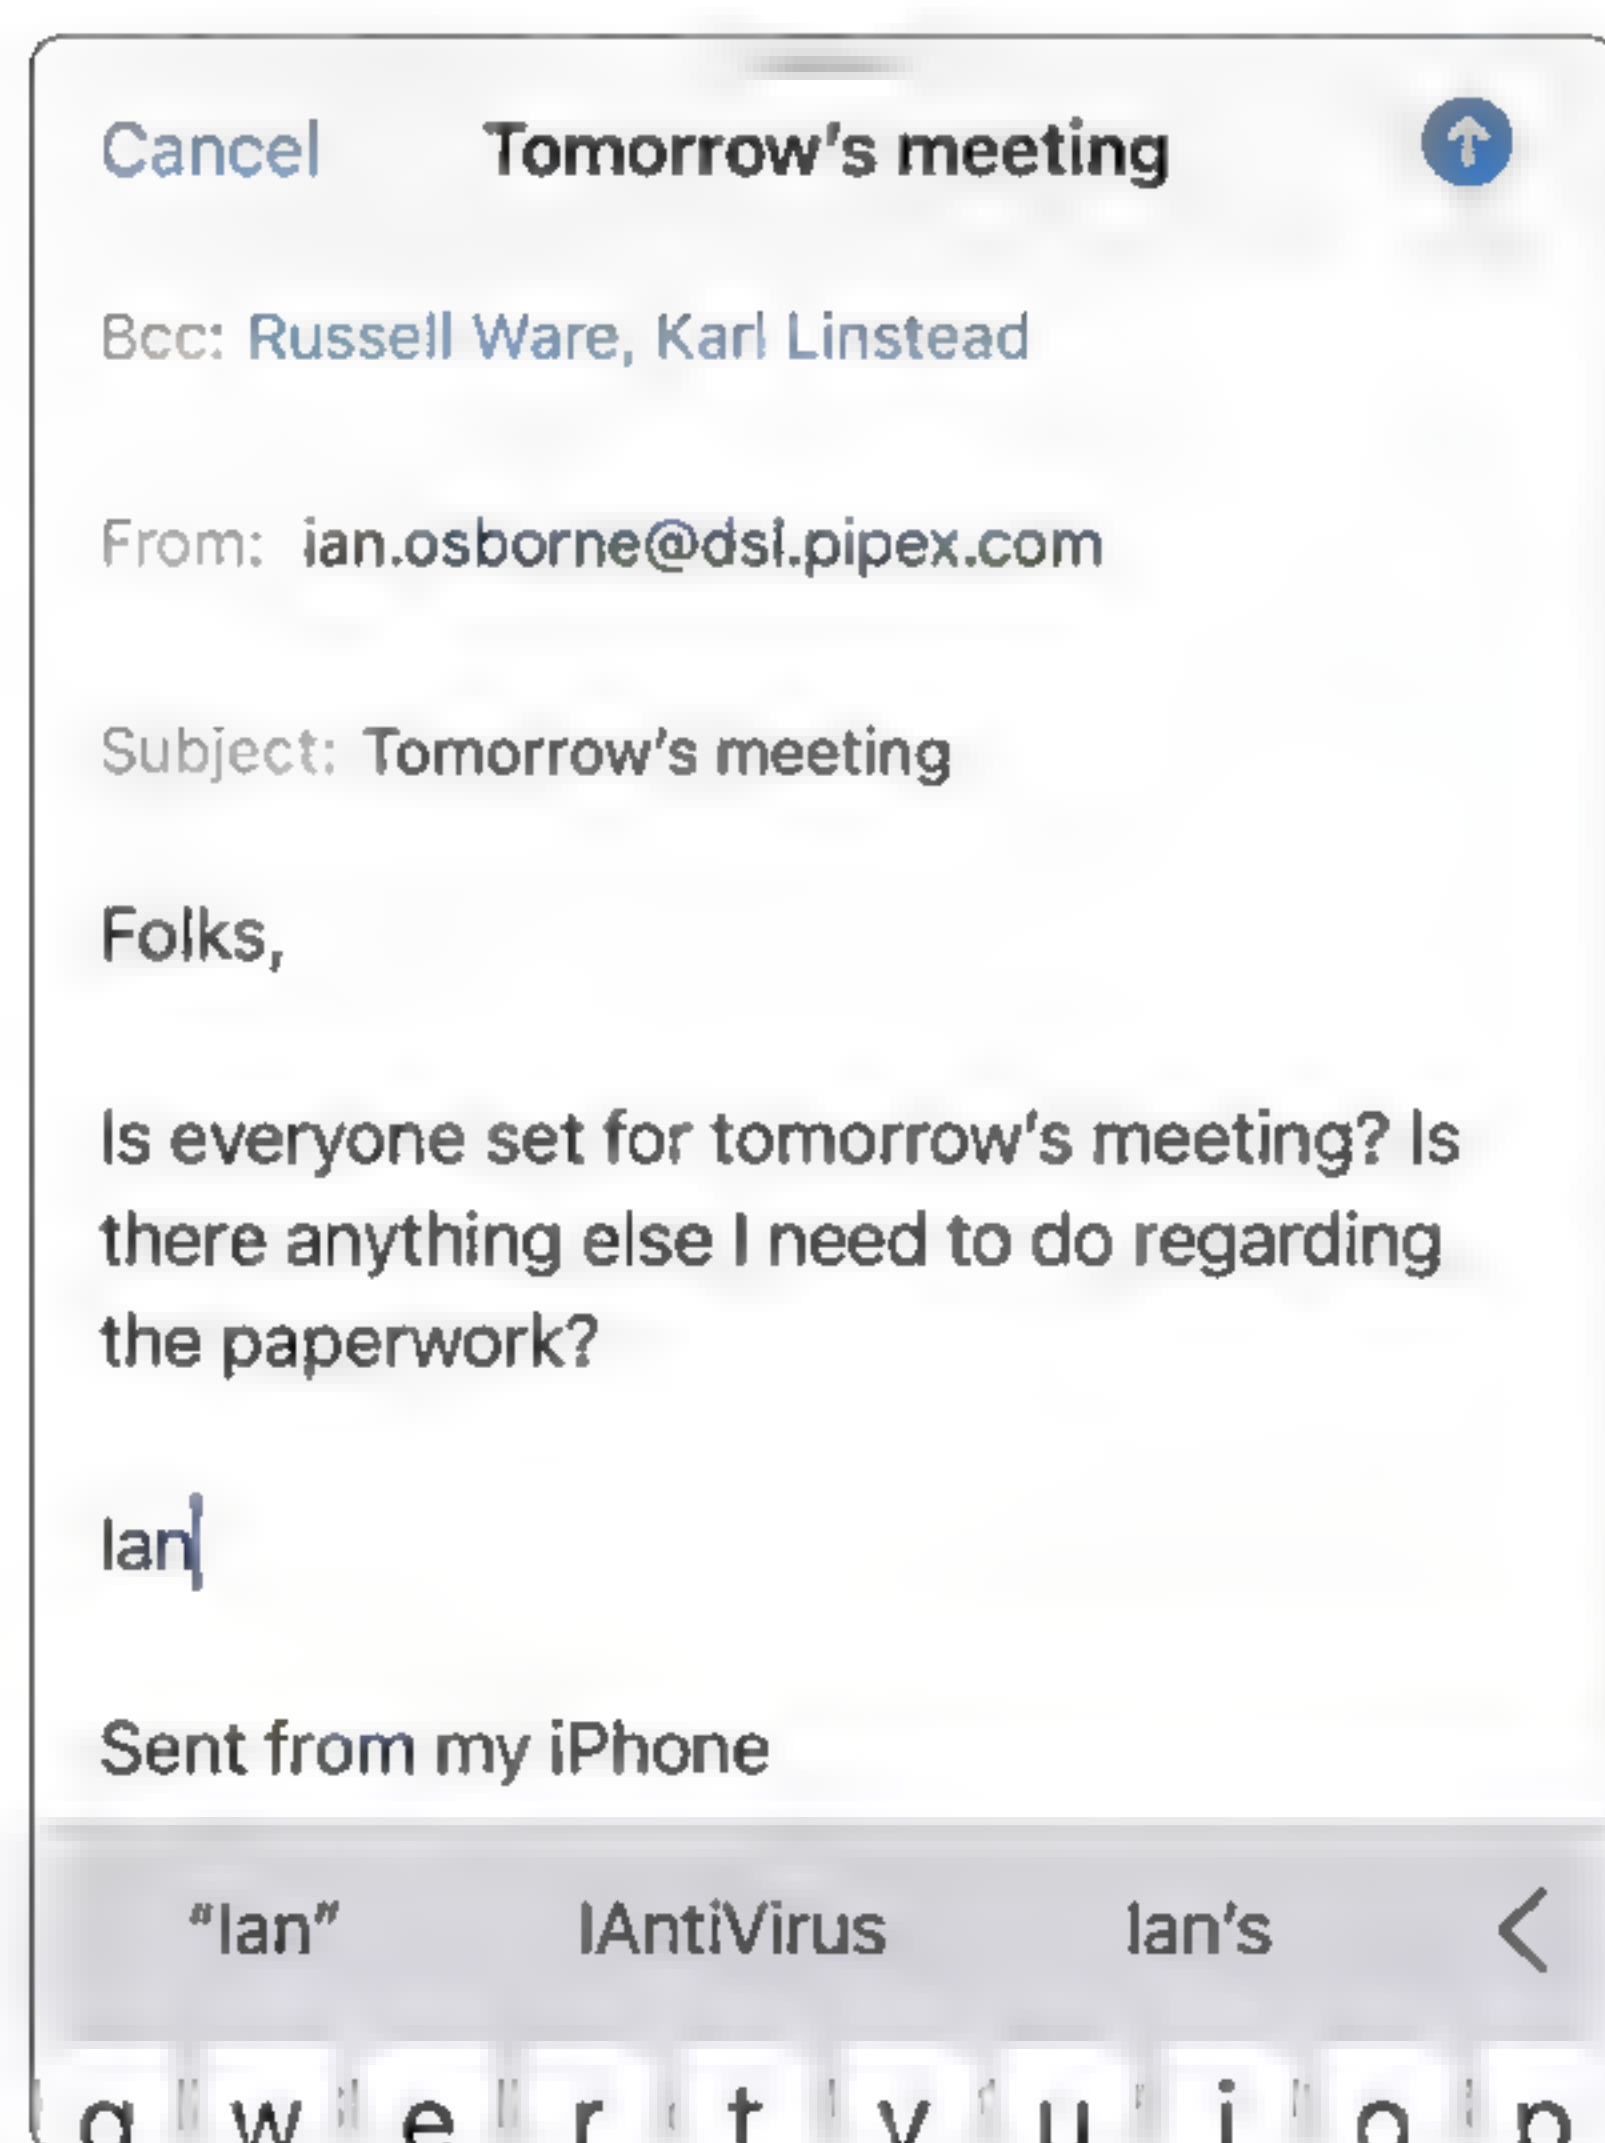 Cancel Tomorrow's meeting
Bcc: Russell Ware, Karl Linstead
From: ian.osborne@dsl.pipex.com
Subject: Tomorrow's meeting
Folks,
Is everyone set for tomorrow's meeting? Is
there anything else I need to do regarding
the paperwork?
Ian
Sent from my iPhone
“Ian” IAntiVirus Ian's
q w e r t y u i o p